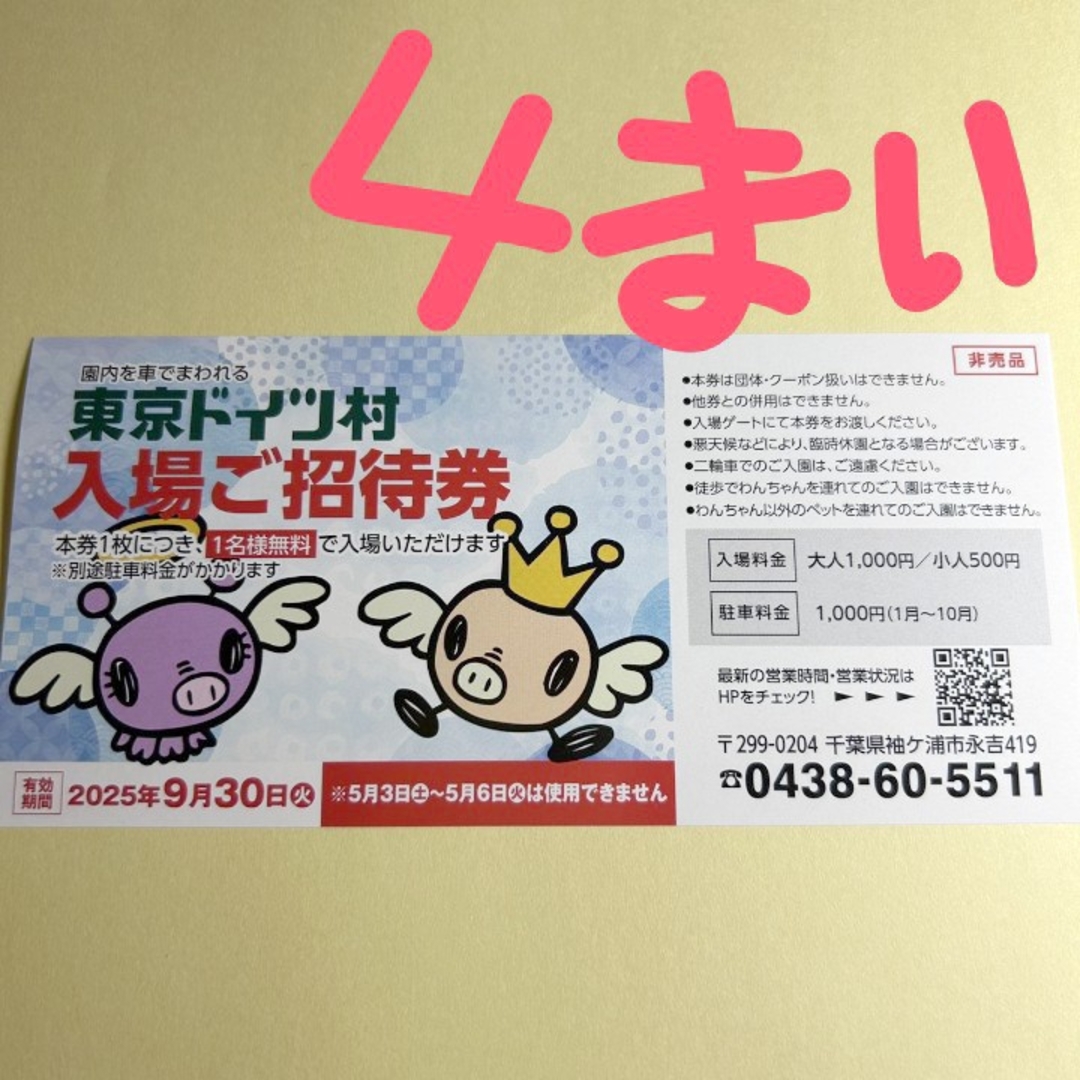 4まい
園内を車でまわれる
東京ドイツ村
入場ご招待券
本券1枚につき、1名様無料で入場いただけます
※別途駐車料金がかかります
有効期間 2025年9月30日火
※5月3日土～5月6日火は使用できません
非売品
●本券は団体・クーポン扱いはできません。
●他券との併用はできません。
●入場ゲートにて本券をお渡しください。
●悪天候などにより、臨時休園となる場合がございます。
●二輪車でのご入園は、ご遠慮ください。
●徒歩でわんちゃんを連れてのご入園はできません。
●わんちゃん以外のペットを連れてのご入園はできません。
入場料金 大人1,000円／小人500円
駐車料金 1,000円(1月～10月)
最新の営業時間・営業状況は
HPをチェック! ► ► ►
〒299-0204 千葉県袖ケ浦市永吉419
☎0438-60-5511